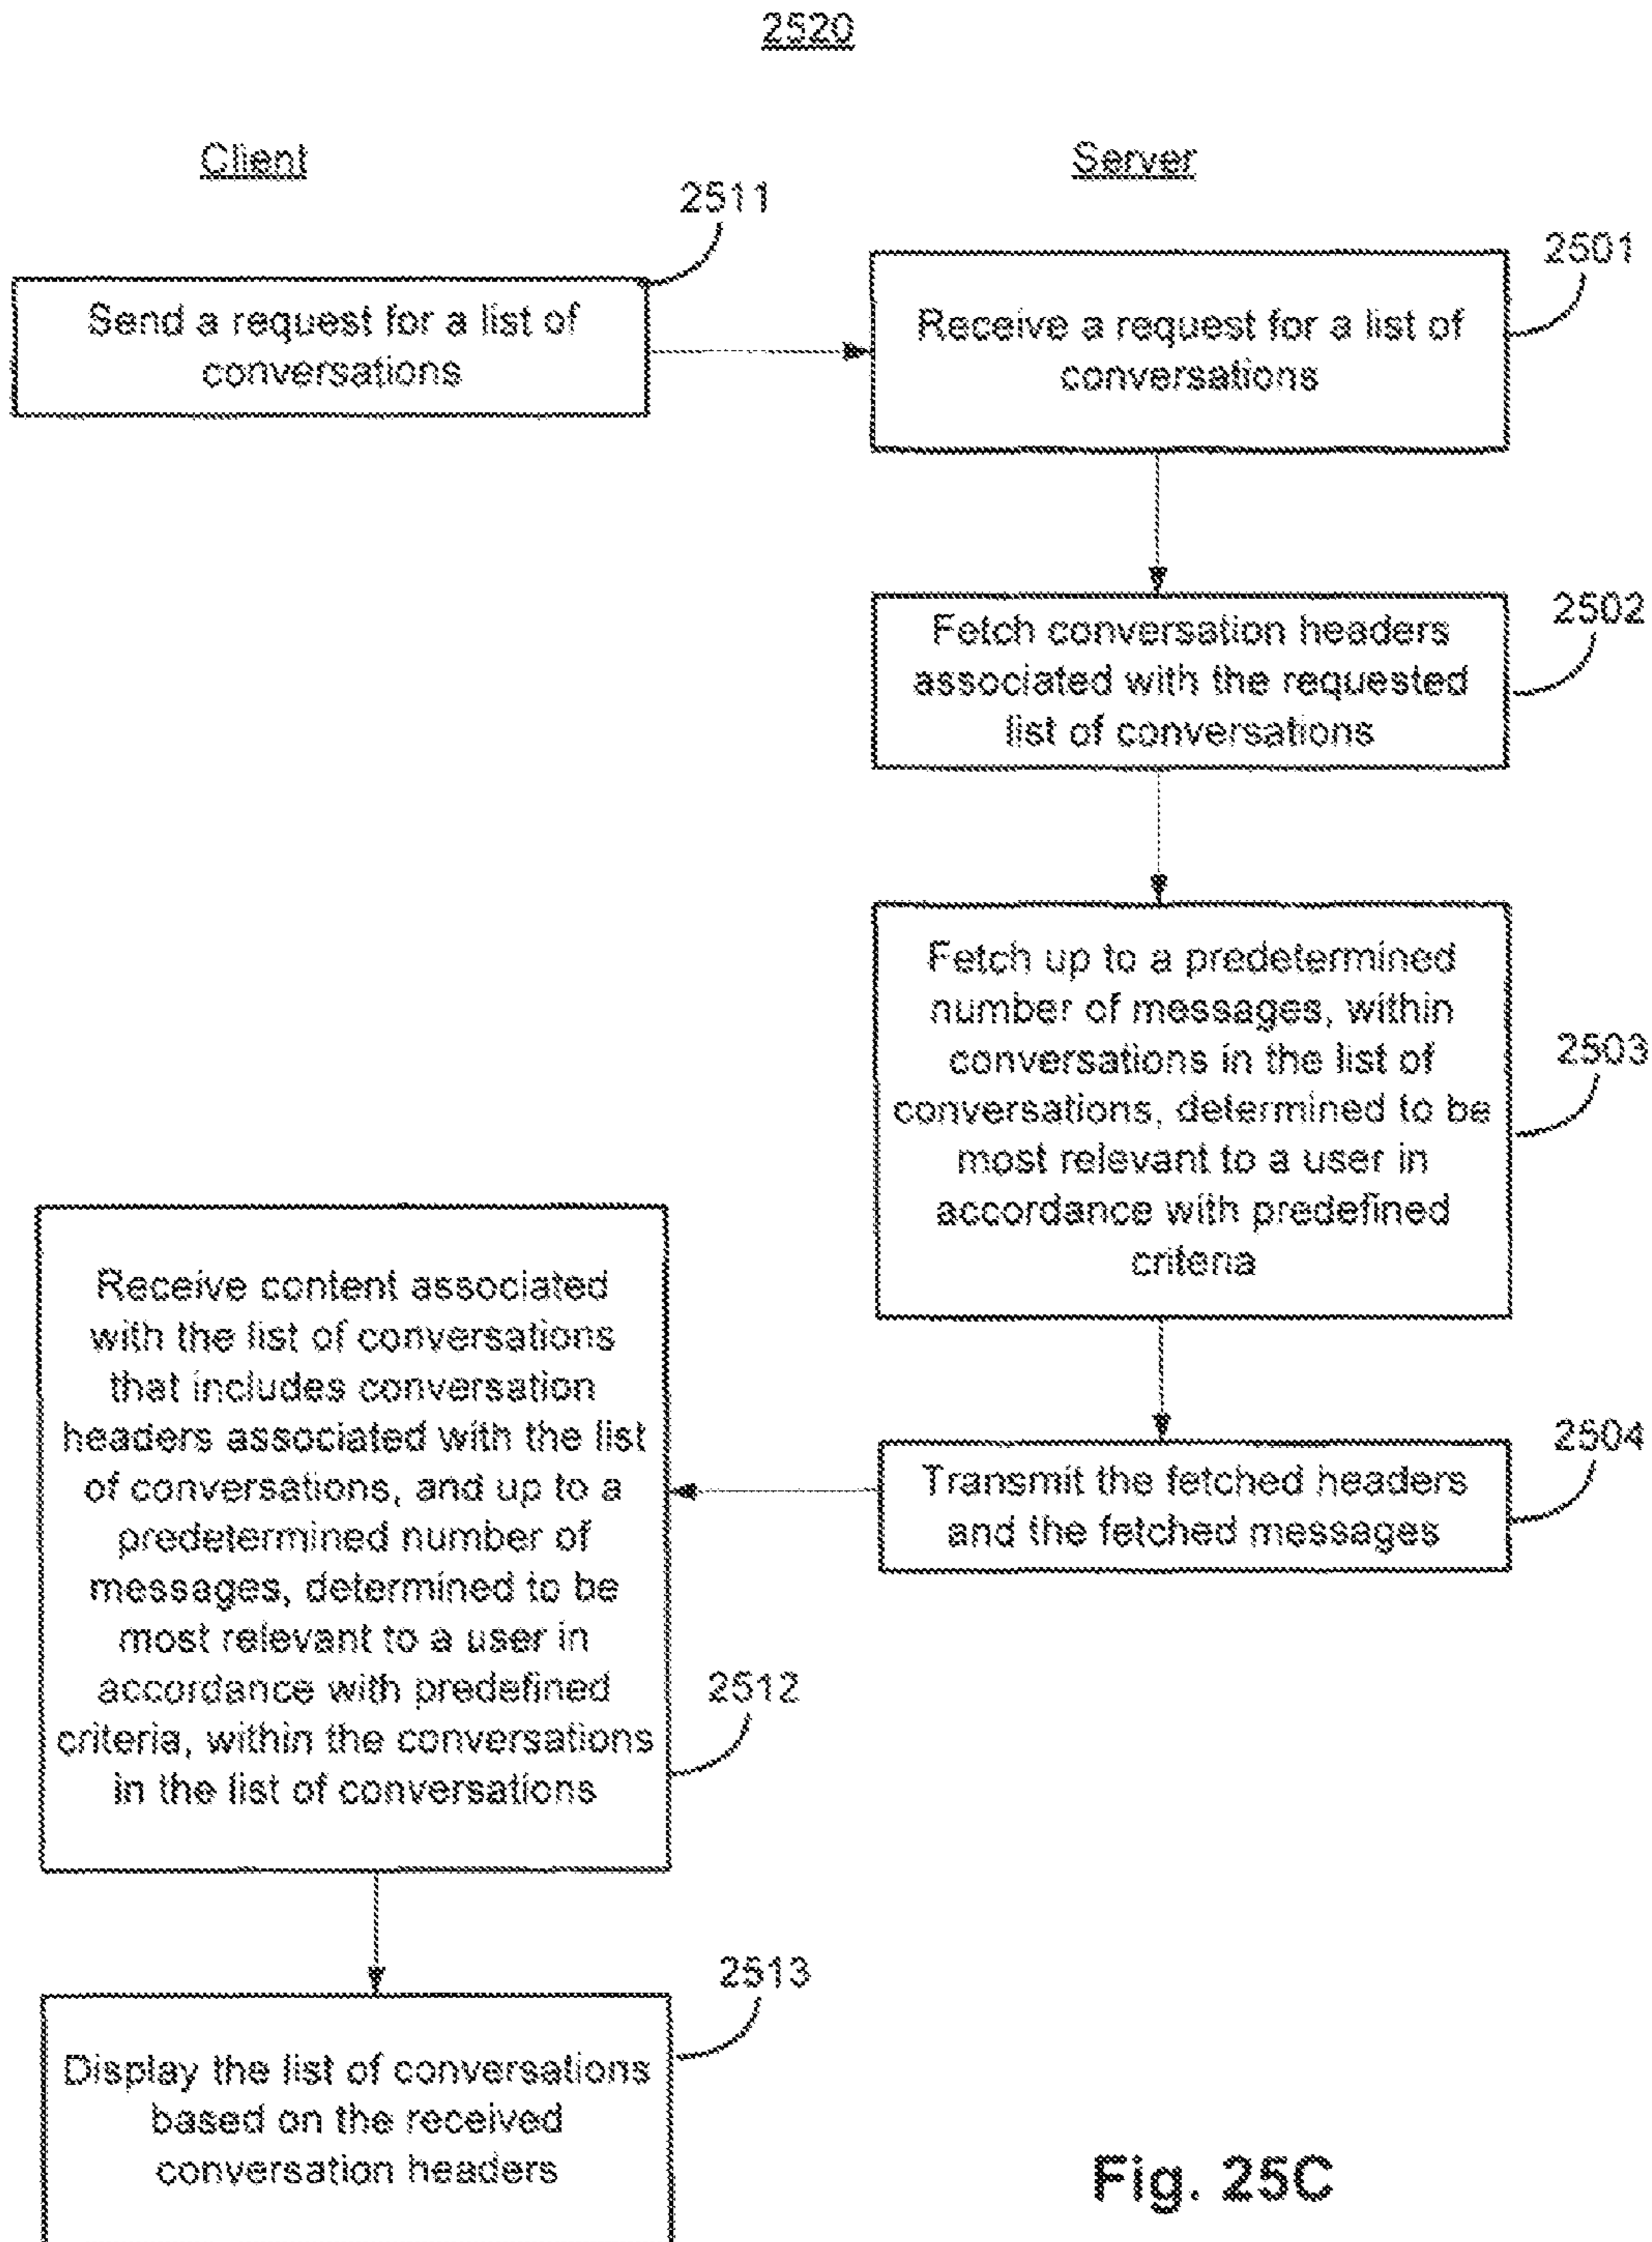 2520
Client
Server
2511
2501
Send a request for a list of
conversations
Receive a request for a list of
conversations
2502
Fetch conversation headers
associated with the requested
list of conversations
2503
Fetch up to a predetermined
number of messages, within
conversations in the list of
conversations, determined to be
most relevant to a user in
accordance with predefined
criteria
2504
Transmit the fetched headers
and the fetched messages
Receive content associated
with the list of conversations
that includes conversation
headers associated with the list
of conversations, and up to a
predetermined number of
messages, determined to be
most relevant to a user in
accordance with predefined
criteria, within the conversations
in the list of conversations
2512
2513
Display the list of conversations
based on the received
conversation headers
Fig. 25C